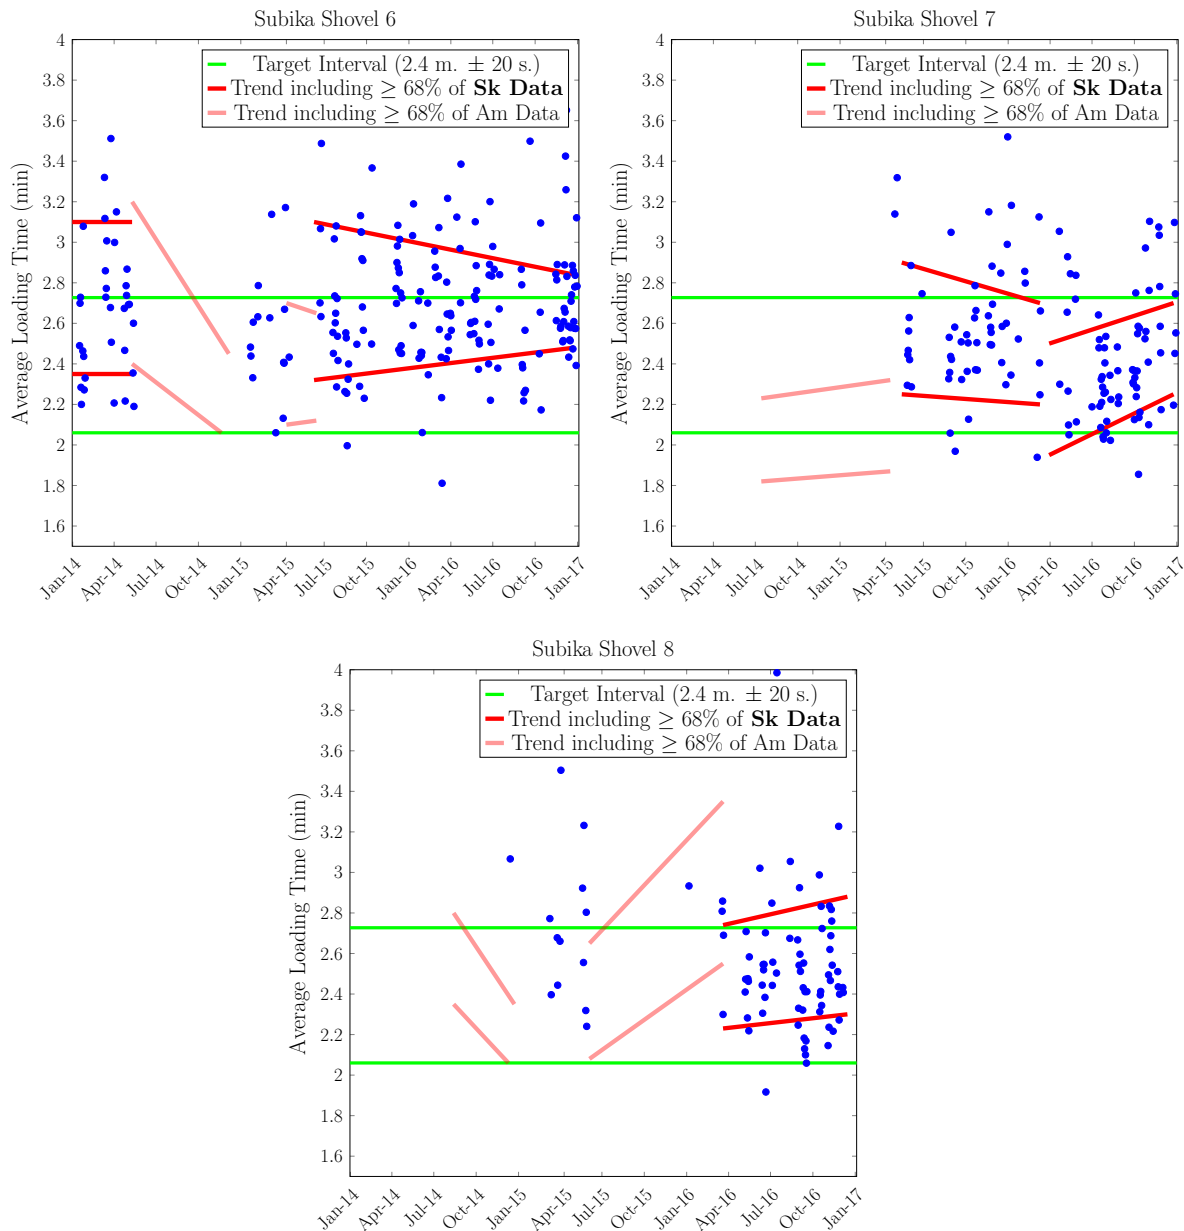 Subika Shovel 6
4
3.8
3.6
3.4
3.2
3
2.8
2.6
2.4
2.2
2
1.8
1.6
Average Loading Time (min)
Target Interval (2.4 m. ± 20 s.)
Trend including ≥ 68% of Sk Data
Trend including ≥ 68% of Am Data
Jan-14
Apr-14
Jul-14
Oct-14
Jan-15
Apr-15
Jul-15
Oct-15
Jan-16
Apr-16
Jul-16
Oct-16
Jan-17
Subika Shovel 7
4
3.8
3.6
3.4
3.2
3
2.8
2.6
2.4
2.2
2
1.8
1.6
Average Loading Time (min)
Target Interval (2.4 m. ± 20 s.)
Trend including ≥ 68% of Sk Data
Trend including ≥ 68% of Am Data
Jan-14
Apr-14
Jul-14
Oct-14
Jan-15
Apr-15
Jul-15
Oct-15
Jan-16
Apr-16
Jul-16
Oct-16
Jan-17
Subika Shovel 8
4
3.8
3.6
3.4
3.2
3
2.8
2.6
2.4
2.2
2
1.8
1.6
Average Loading Time (min)
Target Interval (2.4 m. ± 20 s.)
Trend including ≥ 68% of Sk Data
Trend including ≥ 68% of Am Data
Jan-14
Apr-14
Jul-14
Oct-14
Jan-15
Apr-15
Jul-15
Oct-15
Jan-16
Apr-16
Jul-16
Oct-16
Jan-17